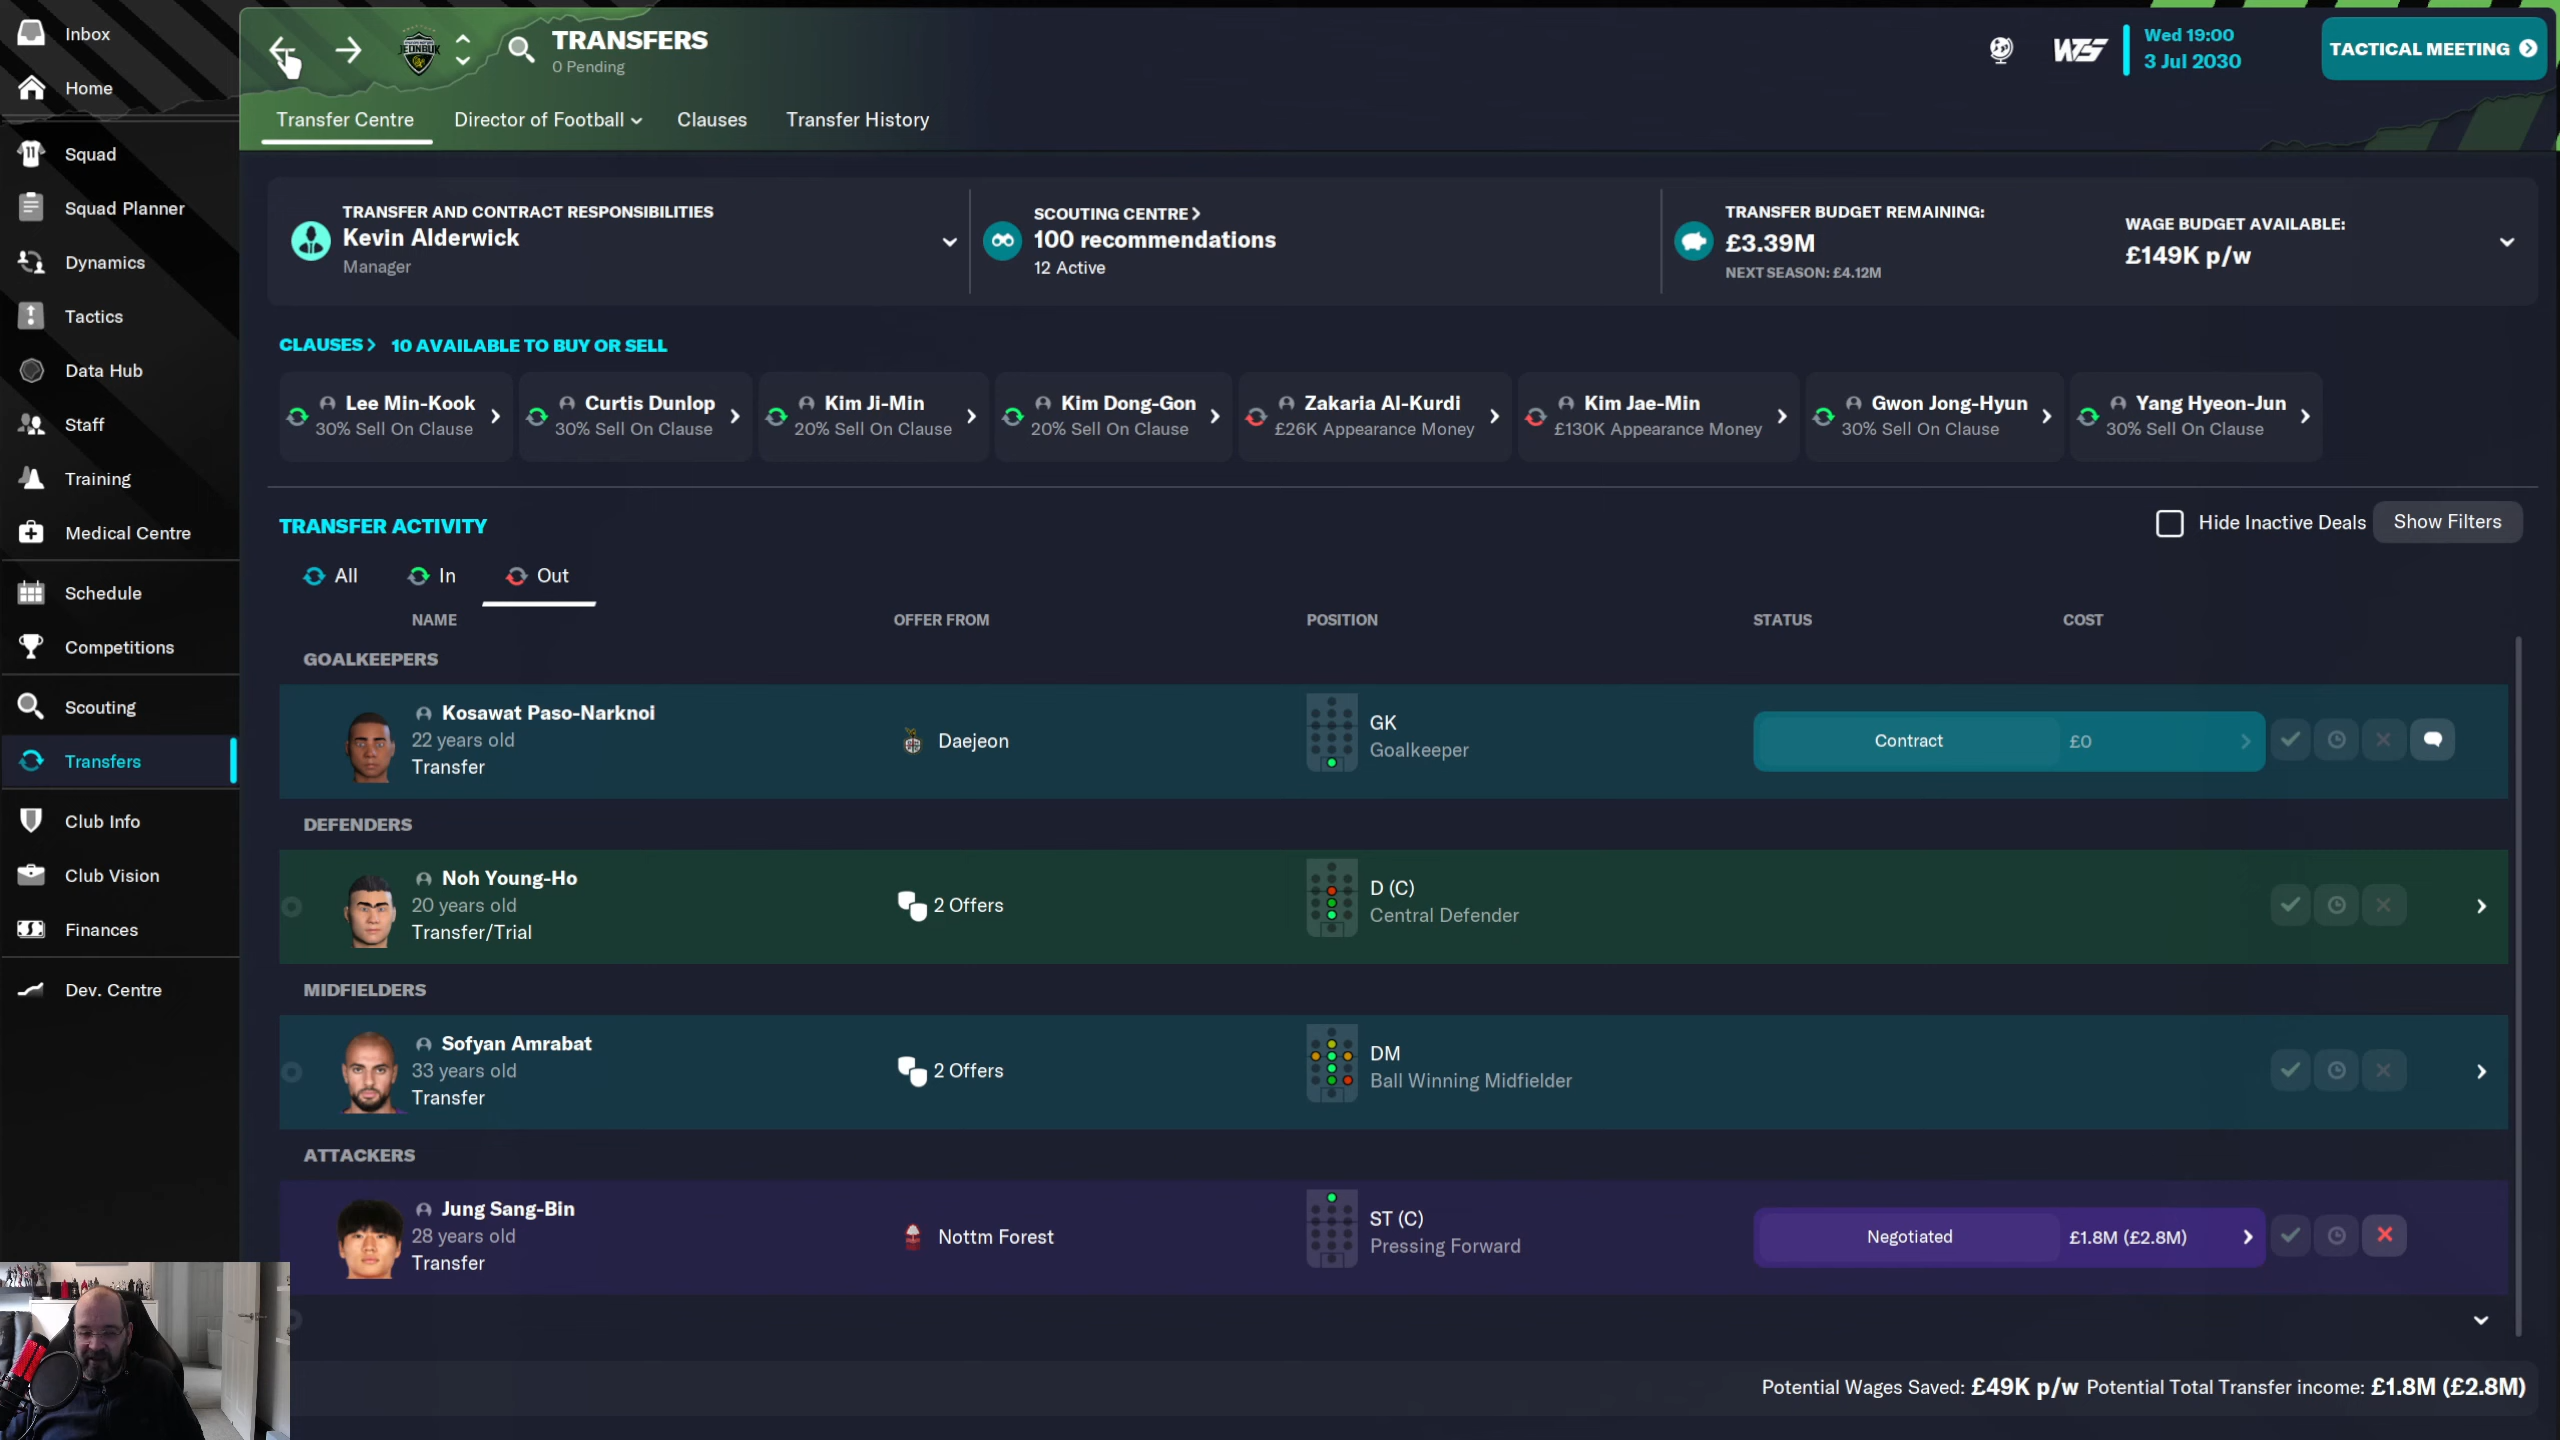 Inbox
Home
Squad
Squad Planner
Dynamics
Tactics
Data Hub
Staff
Training
Medical Centre
Schedule
Competitions
Scouting
Transfers
Club Info
Club Vision
Finances
Dev. Centre
JEONBUK
TRANSFERS
0 Pending
Wed 19:00
3 Jul 2030
TACTICAL MEETING
Transfer Centre
Director of Football
Clauses
Transfer History
TRANSFER AND CONTRACT RESPONSIBILITIES
Kevin Alderwick
Manager
SCOUTING CENTRE
100 recommendations
12 Active
TRANSFER BUDGET REMAINING:
£3.39M
NEXT SEASON: £4.12M
WAGE BUDGET AVAILABLE:
£149K p/w
CLAUSES 10 AVAILABLE TO BUY OR SELL
Lee Min-Kook
30% Sell On Clause
Curtis Dunlop
30% Sell On Clause
Kim Ji-Min
20% Sell On Clause
Kim Dong-Gon
20% Sell On Clause
Zakaria Al-Kurdi
£26K Appearance Money
Kim Jae-Min
£130K Appearance Money
Gwon Jong-Hyun
30% Sell On Clause
Yang Hyeon-Jun
30% Sell On Clause
TRANSFER ACTIVITY
Hide Inactive Deals
Show Filters
All
In
Out
NAME OFFER FROM POSITION STATUS COST
GOALKEEPERS
Kosawat Paso-Narknoi
22 years old
Transfer
Daejeon
GK
Goalkeeper
Contract
£0
DEFENDERS
Noh Young-Ho
20 years old
Transfer/Trial
2 Offers
D (C)
Central Defender
MIDFIELDERS
Sofyan Amrabat
33 years old
Transfer
2 Offers
DM
Ball Winning Midfielder
ATTACKERS
Jung Sang-Bin
28 years old
Transfer
Nottm Forest
ST (C)
Pressing Forward
Negotiated
£1.8M (£2.8M)
Potential Wages Saved: £49K p/w Potential Total Transfer income: £1.8M (£2.8M)